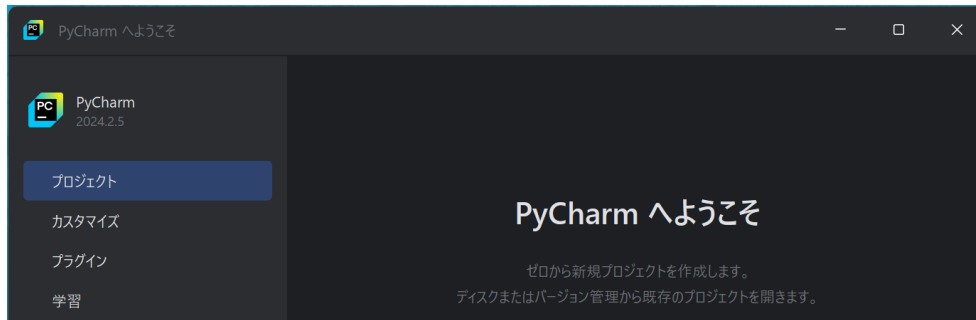 PC
PyCharm へようこそ
PC
PyCharm
2024.2.5
プロジェクト
カスタマイズ
プラグイン
学習
PyCharm へようこそ
ゼロから新規プロジェクトを作成します。
ディスクまたはバージョン管理から既存のプロジェクトを開きます。